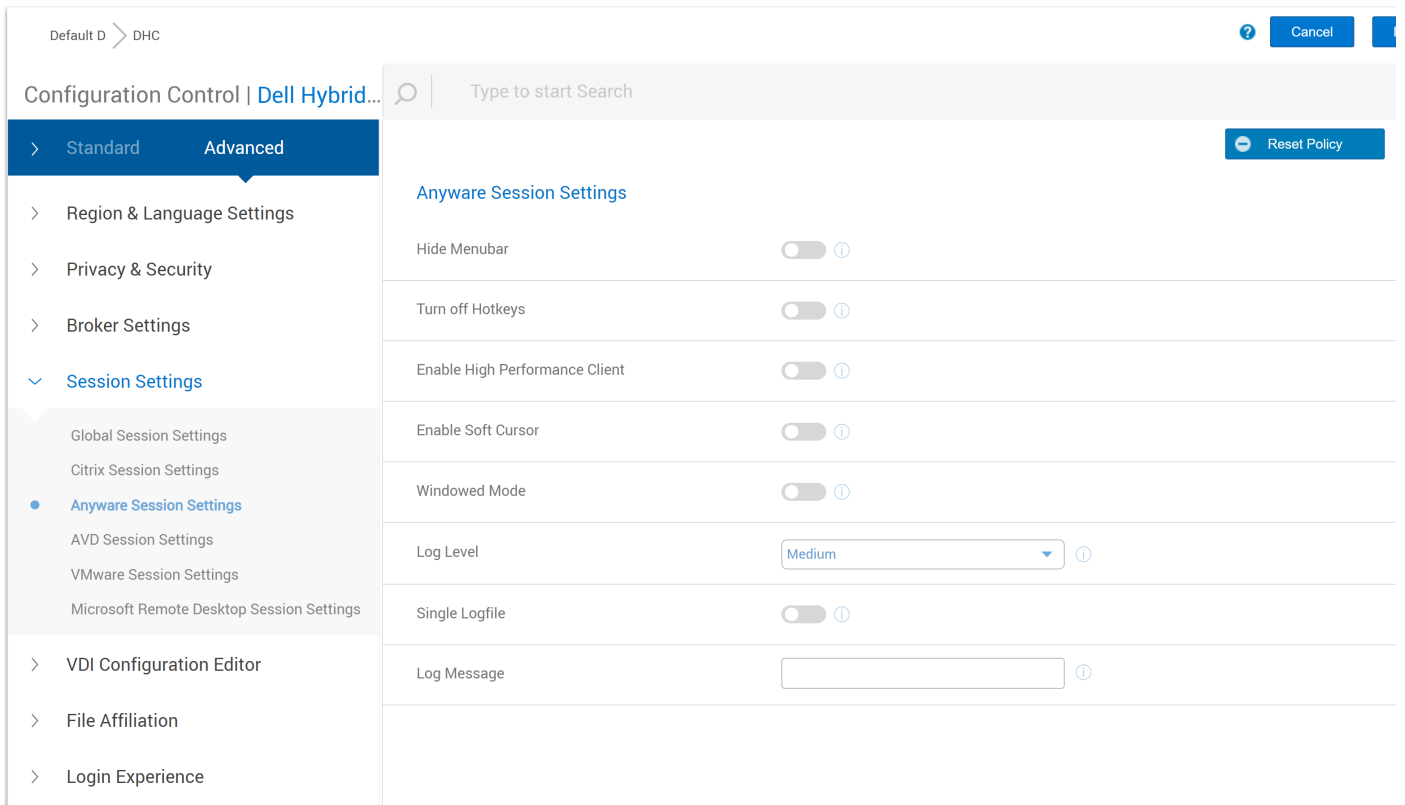 Default D
DHC
?
Cancel
Configuration Control | Dell Hybrid...
Type to start Search
Standard
Advanced
Reset Policy
Region & Language Settings
Privacy & Security
Broker Settings
Session Settings
Global Session Settings
Citrix Session Settings
Anyware Session Settings
AVD Session Settings
VMware Session Settings
Microsoft Remote Desktop Session Settings
VDI Configuration Editor
File Affiliation
Login Experience
Anyware Session Settings
Hide Menubar
Turn off Hotkeys
Enable High Performance Client
Enable Soft Cursor
Windowed Mode
Log Level
Medium
Single Logfile
Log Message